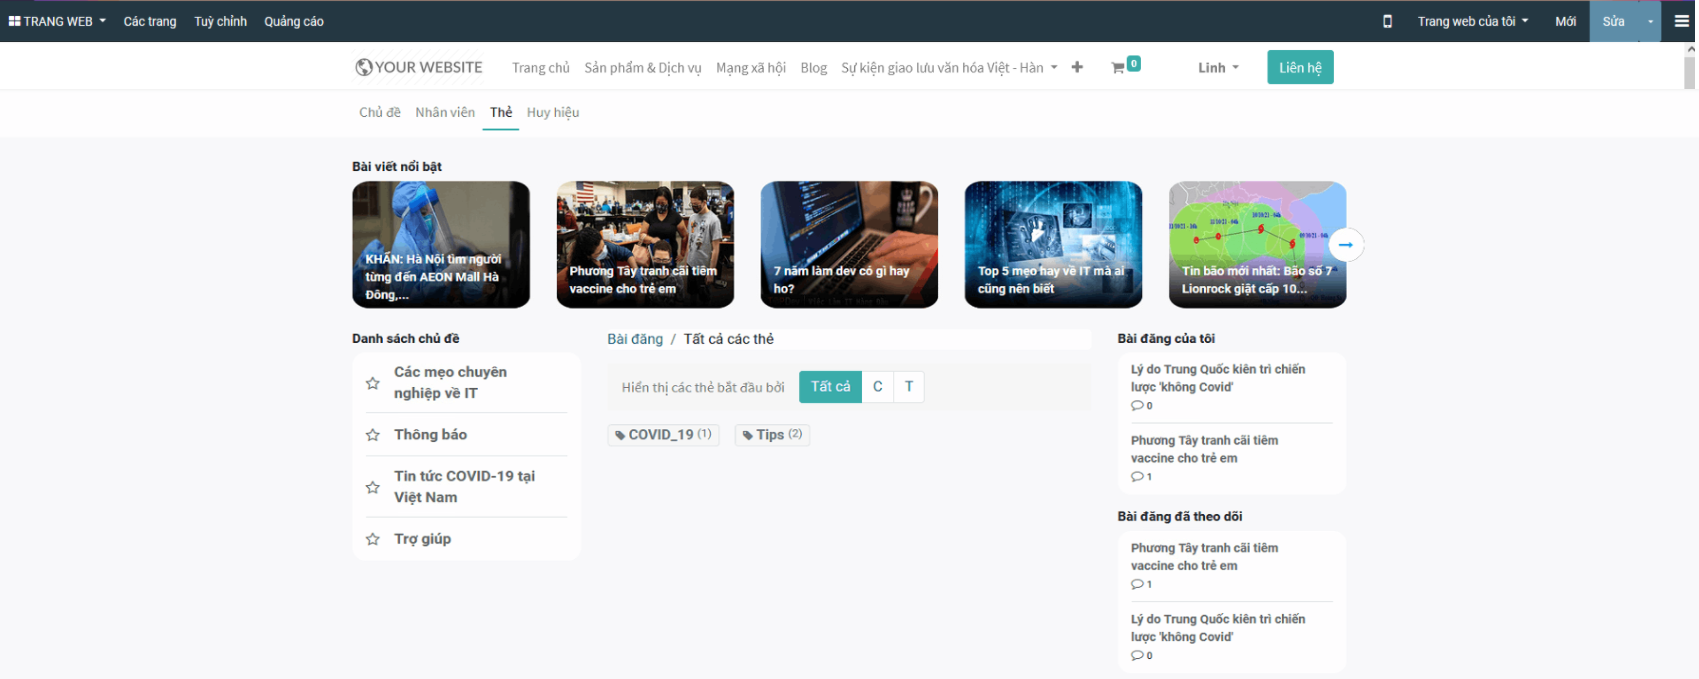 TRANG WEB Các trang Tuỳ chỉnh Quảng cáo Trang web của tôi Mới Sửa
YOUR WEBSITE Trang chủ Sản phẩm & Dịch vụ Mạng xã hội Blog Sự kiện giao lưu văn hóa Việt - Hàn 0 Linh Liên hệ
Chủ đề Nhân viên Thẻ Huy hiệu
Bài viết nổi bật
KHẨN: Hà Nội tìm người
từng đến AEON Mall Hà
Đông,...
Phương Tây tranh cãi tiêm
vaccine cho trẻ em
7 năm làm dev có gì hay
ho?
Top 5 mẹo hay về IT mà ai
cũng nên biết
Tin bão mới nhất: Bão số 7
Lionrock giật cấp 10...
Danh sách chủ đề
Các mẹo chuyên
nghiệp về IT
Thông báo
Tin tức COVID-19 tại
Việt Nam
Trợ giúp
Bài đăng / Tất cả các thẻ
Hiển thị các thẻ bắt đầu bởi Tất cả C T
COVID_19 (1) Tips (2)
Bài đăng của tôi
Lý do Trung Quốc kiên trì chiến
lược 'không Covid'
0
Phương Tây tranh cãi tiêm
vaccine cho trẻ em
1
Bài đăng đã theo dõi
Phương Tây tranh cãi tiêm
vaccine cho trẻ em
1
Lý do Trung Quốc kiên trì chiến
lược 'không Covid'
0